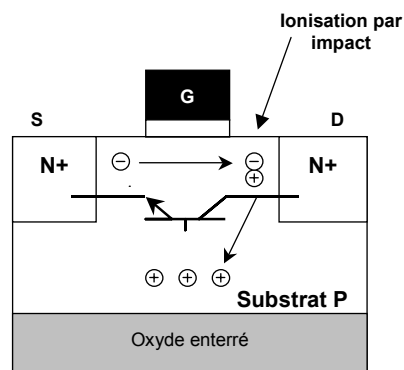 Ionisation par
impact
G
S
D
N+
N+
Substrat P
Oxyde enterré